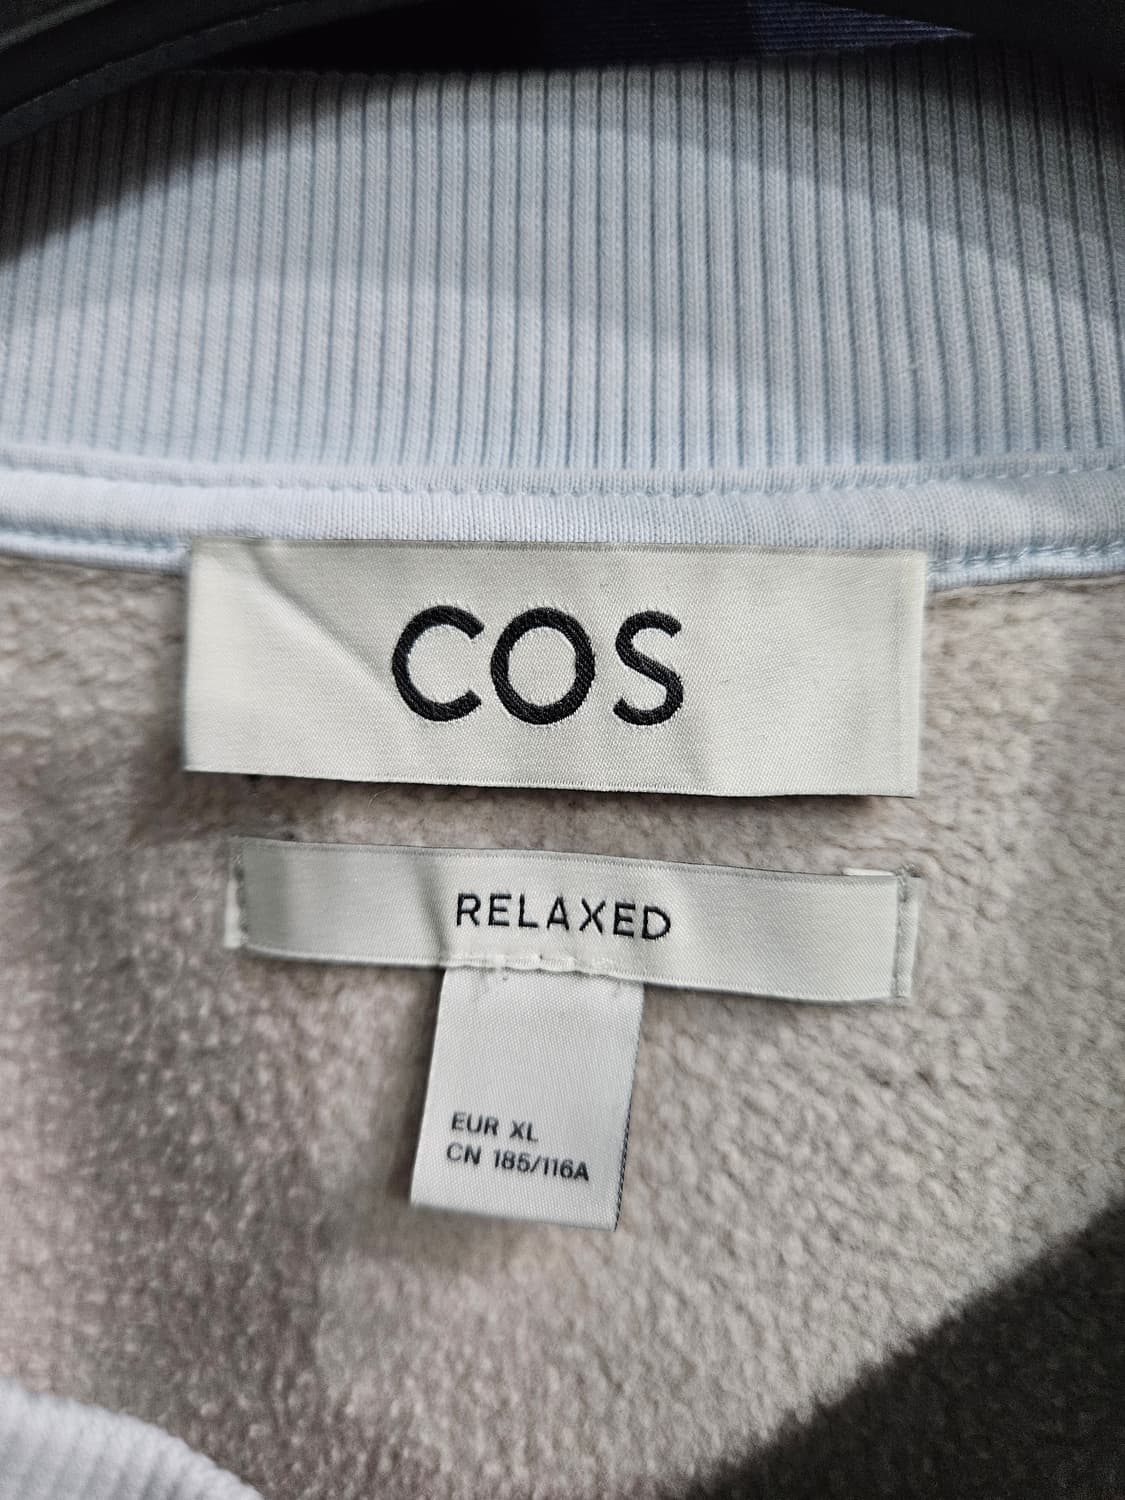 COS
RELAXED
EUR XL
CN 185/116A